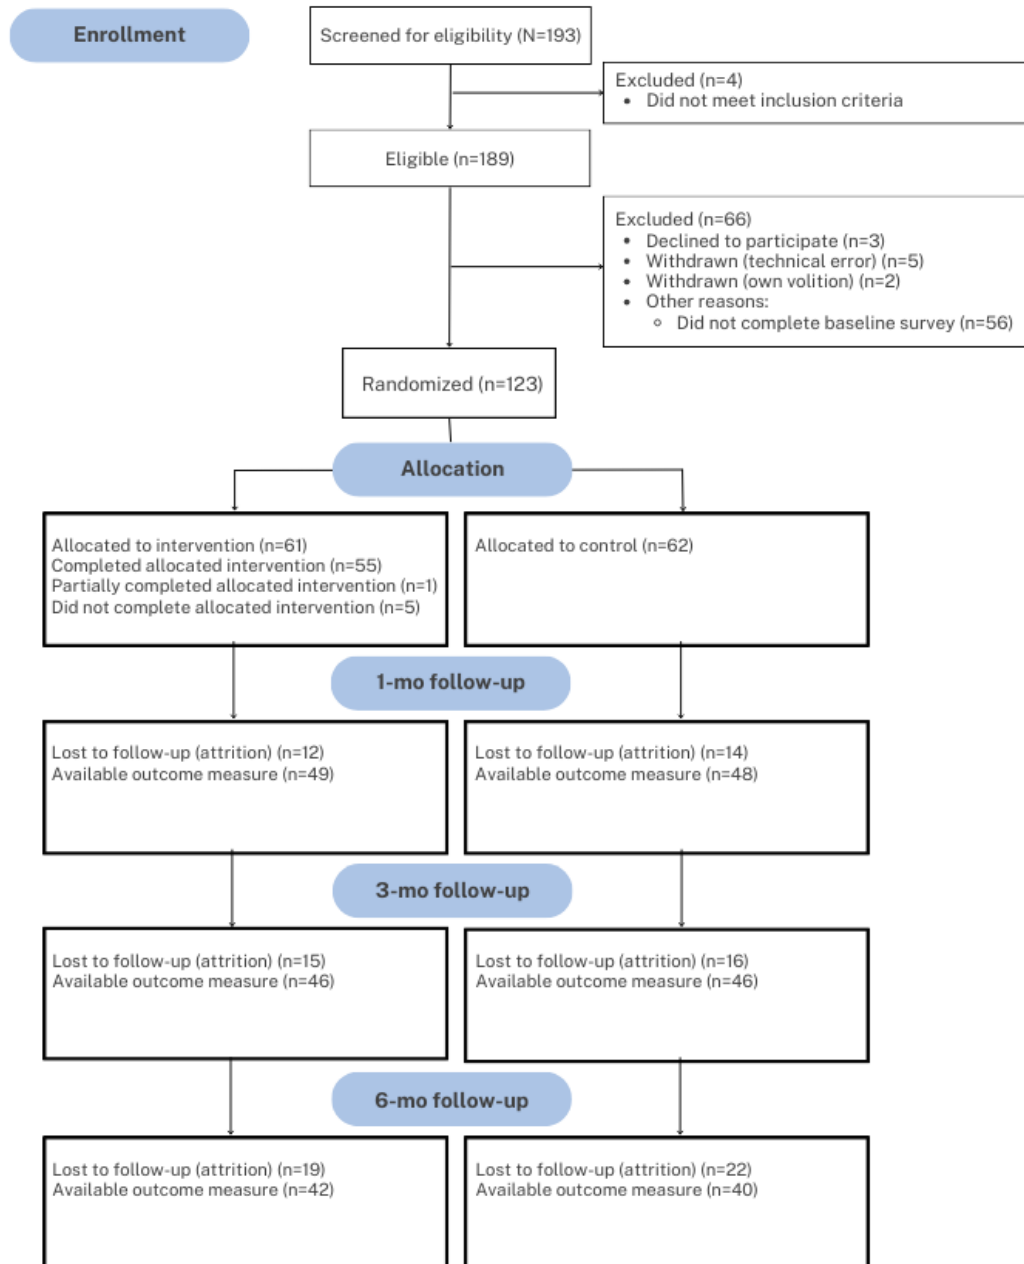 Enrollment
Screened for eligibility (N=193)
Excluded (n=4)
• Did not meet inclusion criteria
Eligible (n=189)
Excluded (n=66)
• Declined to participate (n=3)
• Withdrawn (technical error) (n=5)
• Withdrawn (own volition) (n=2)
• Other reasons:
○ Did not complete baseline survey (n=56)
Randomized (n=123)
Allocation
Allocated to intervention (n=61)
Completed allocated intervention (n=55)
Partially completed allocated intervention (n=1)
Did not complete allocated intervention (n=5)
Allocated to control (n=62)
1-mo follow-up
Lost to follow-up (attrition) (n=12)
Available outcome measure (n=49)
Lost to follow-up (attrition) (n=14)
Available outcome measure (n=48)
3-mo follow-up
Lost to follow-up (attrition) (n=15)
Available outcome measure (n=46)
Lost to follow-up (attrition) (n=16)
Available outcome measure (n=46)
6-mo follow-up
Lost to follow-up (attrition) (n=19)
Available outcome measure (n=42)
Lost to follow-up (attrition) (n=22)
Available outcome measure (n=40)